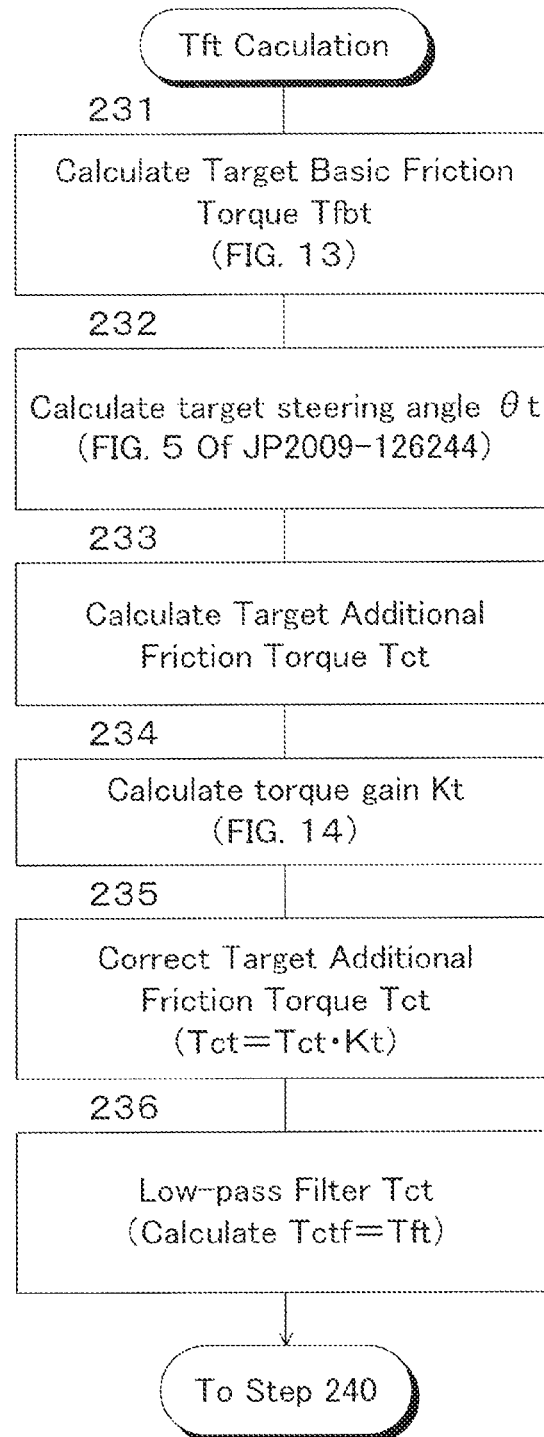 Tft Caculation
231
Calculate Target Basic Friction
Torque Tfbt
(FIG. 13)
232
Calculate target steering angle θt
(FIG. 5 Of JP2009-126244)
233
Calculate Target Additional
Friction Torque Tct
234
Calculate torque gain Kt
(FIG. 14)
235
Correct Target Additional
Friction Torque Tct
(Tct=Tct・Kt)
236
Low-pass Filter Tct
(Calculate Tctf=Tft)
To Step 240